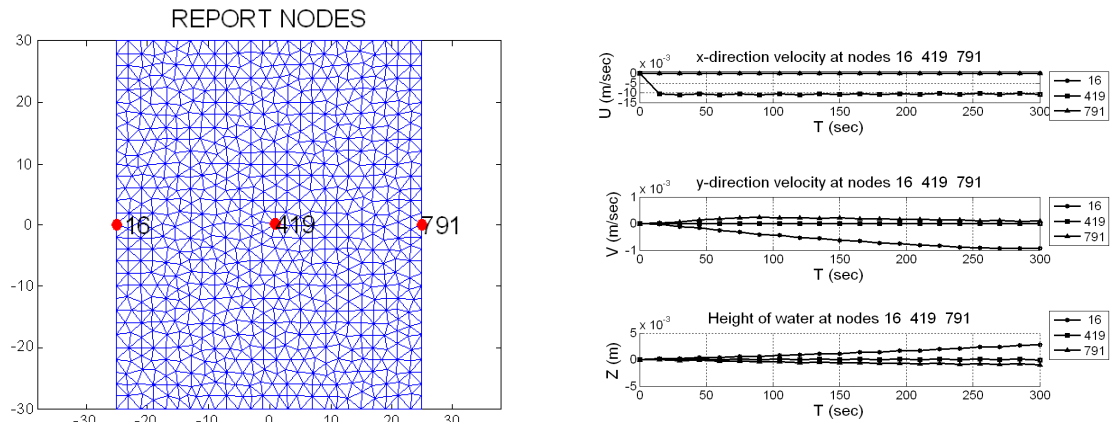 REPORT NODES
30
20
10
0
-10
-20
-30
-30
-20
-10
0
10
20
30
16
419
791
x-direction velocity at nodes 16 419 791
x 10⁻³
0
-5
-10
-15
U (m/sec)
0 50 100 150 200 250 300
T (sec)
16
419
791
y-direction velocity at nodes 16 419 791
x 10⁻³
1
0
-1
V (m/sec)
0 50 100 150 200 250 300
T (sec)
16
419
791
Height of water at nodes 16 419 791
x 10⁻³
5
0
-5
Z (m)
0 50 100 150 200 250 300
T (sec)
16
419
791